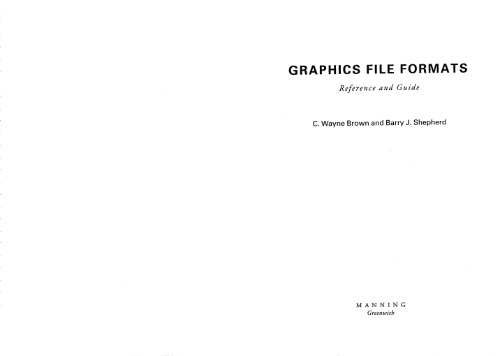 GRAPHICS FILE FORMATS
Reference and Guide
C. Wayne Brown and Barry J. Shepherd
MANNING
Greenwich